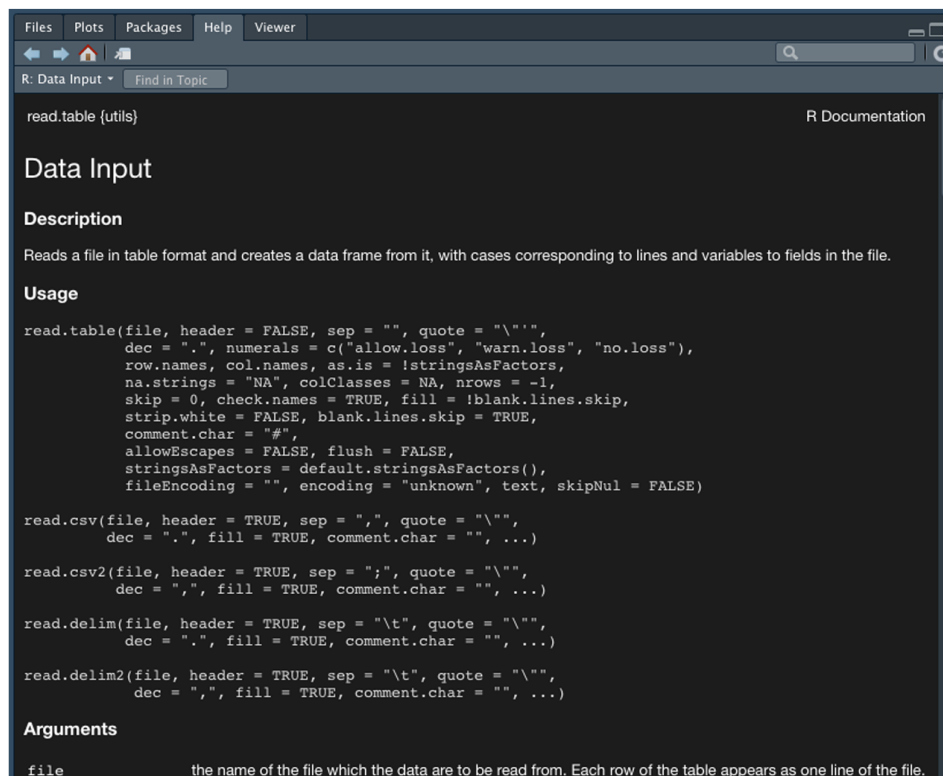 Files Plots Packages Help Viewer
R: Data Input Find in Topic
read.table {utils} R Documentation
Data Input
Description
Reads a file in table format and creates a data frame from it, with cases corresponding to lines and variables to fields in the file.
Usage
read.table(file, header = FALSE, sep = "", quote = "\"'",
dec = ".", numerals = c("allow.loss", "warn.loss", "no.loss"),
row.names, col.names, as.is = !stringsAsFactors,
na.strings = "NA", colClasses = NA, nrows = -1,
skip = 0, check.names = TRUE, fill = !blank.lines.skip,
strip.white = FALSE, blank.lines.skip = TRUE,
comment.char = "#",
allowEscapes = FALSE, flush = FALSE,
stringsAsFactors = default.stringsAsFactors(),
fileEncoding = "", encoding = "unknown", text, skipNul = FALSE)
read.csv(file, header = TRUE, sep = ",", quote = "\"",
dec = ".", fill = TRUE, comment.char = "", ...)
read.csv2(file, header = TRUE, sep = ";", quote = "\"",
dec = ",", fill = TRUE, comment.char = "", ...)
read.delim(file, header = TRUE, sep = "\t", quote = "\"",
dec = ".", fill = TRUE, comment.char = "", ...)
read.delim2(file, header = TRUE, sep = "\t", quote = "\"",
dec = ",", fill = TRUE, comment.char = "", ...)
Arguments
file the name of the file which the data are to be read from. Each row of the table appears as one line of the file.